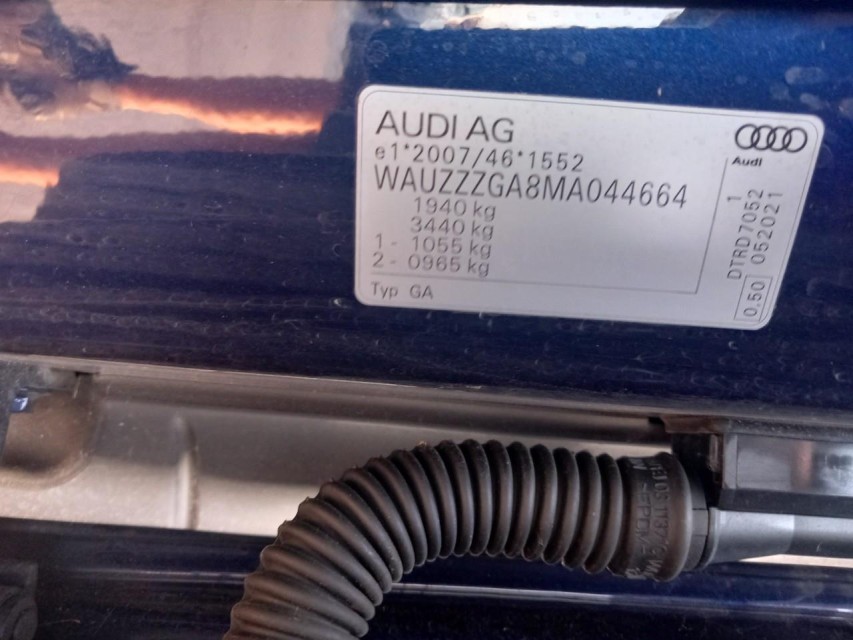 AUDI AG
e1*2007/46*1552
WAUZZZGA8MA044664
1940 kg
3440 kg
1 - 1055 kg
2 - 0965 kg
Typ GA
Audi
DTRD7052 1
0,50 052021